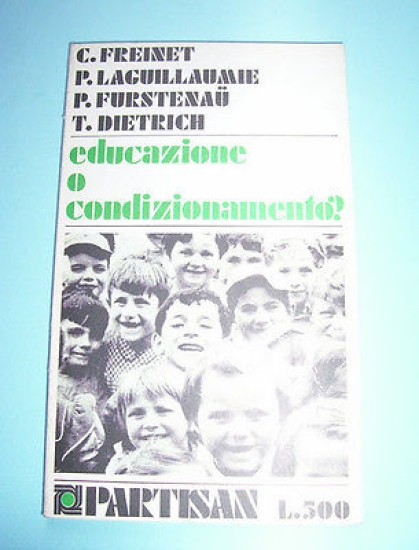 C. FREINET
P. LAGUILLAUMIE
P. FURSTENAÜ
T. DIETRICH
educazione
o
condizionamento?
PARTISAN L.500